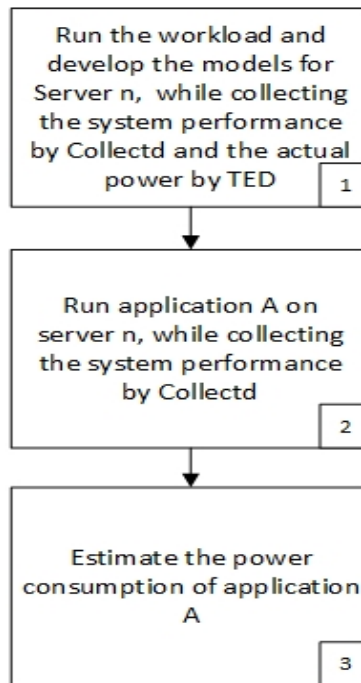 Run the workload and
develop the models for
Server n, while collecting
the system performance
by Collectd and the actual
power by TED
1
Run application A on
server n, while collecting
the system performance
by Collectd
2
Estimate the power
consumption of application
A
3